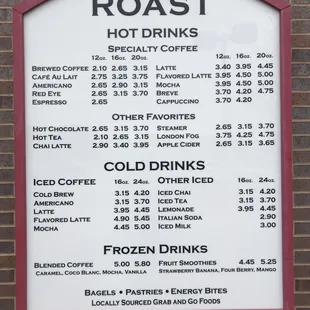 ROAST
HOT DRINKS
SPECIALTY COFFEE
12oz. 16oz. 20oz.
BREWED COFFEE 2.10 2.65 3.15
CAFÉ AU LAIT 2.75 3.25 3.75
AMERICANO 2.65 2.90 3.15
RED EYE 2.65 3.15 3.70
ESPRESSO 2.65
12oz. 16oz. 20oz.
LATTE 3.40 3.95 4.45
FLAVORED LATTE 3.95 4.50 5.00
MOCHA 3.95 4.50 5.00
BREVE 3.70 4.20 4.75
CAPPUCCINO 3.70 4.20
OTHER FAVORITES
HOT CHOCOLATE 2.65 3.15 3.70
HOT TEA 2.10 2.65 3.15
CHAI LATTE 2.90 3.40 3.95
STEAMER 2.65 3.15 3.70
LONDON FOG 3.75 4.25 4.75
APPLE CIDER 2.65 3.15 3.65
COLD DRINKS
ICED COFFEE 16oz. 24oz.
COLD BREW 3.15 4.20
AMERICANO 3.15 3.70
LATTE 3.95 4.45
FLAVORED LATTE 4.90 5.45
MOCHA 4.45 5.00
OTHER ICED 16oz. 24oz.
ICED CHAI 3.15 4.20
ICED TEA 3.15 3.70
LEMONADE 3.95 4.45
ITALIAN SODA 2.90
ICED MILK 3.00
FROZEN DRINKS
BLENDED COFFEE 5.00 5.80
CARAMEL, COCO BLANC, MOCHA, VANILLA
FRUIT SMOOTHIES 4.45 5.25
STRAWBERRY BANANA, FOUR BERRY, MANGO
BAGELS • PASTRIES • ENERGY BITES
LOCALLY SOURCED GRAB AND GO FOODS